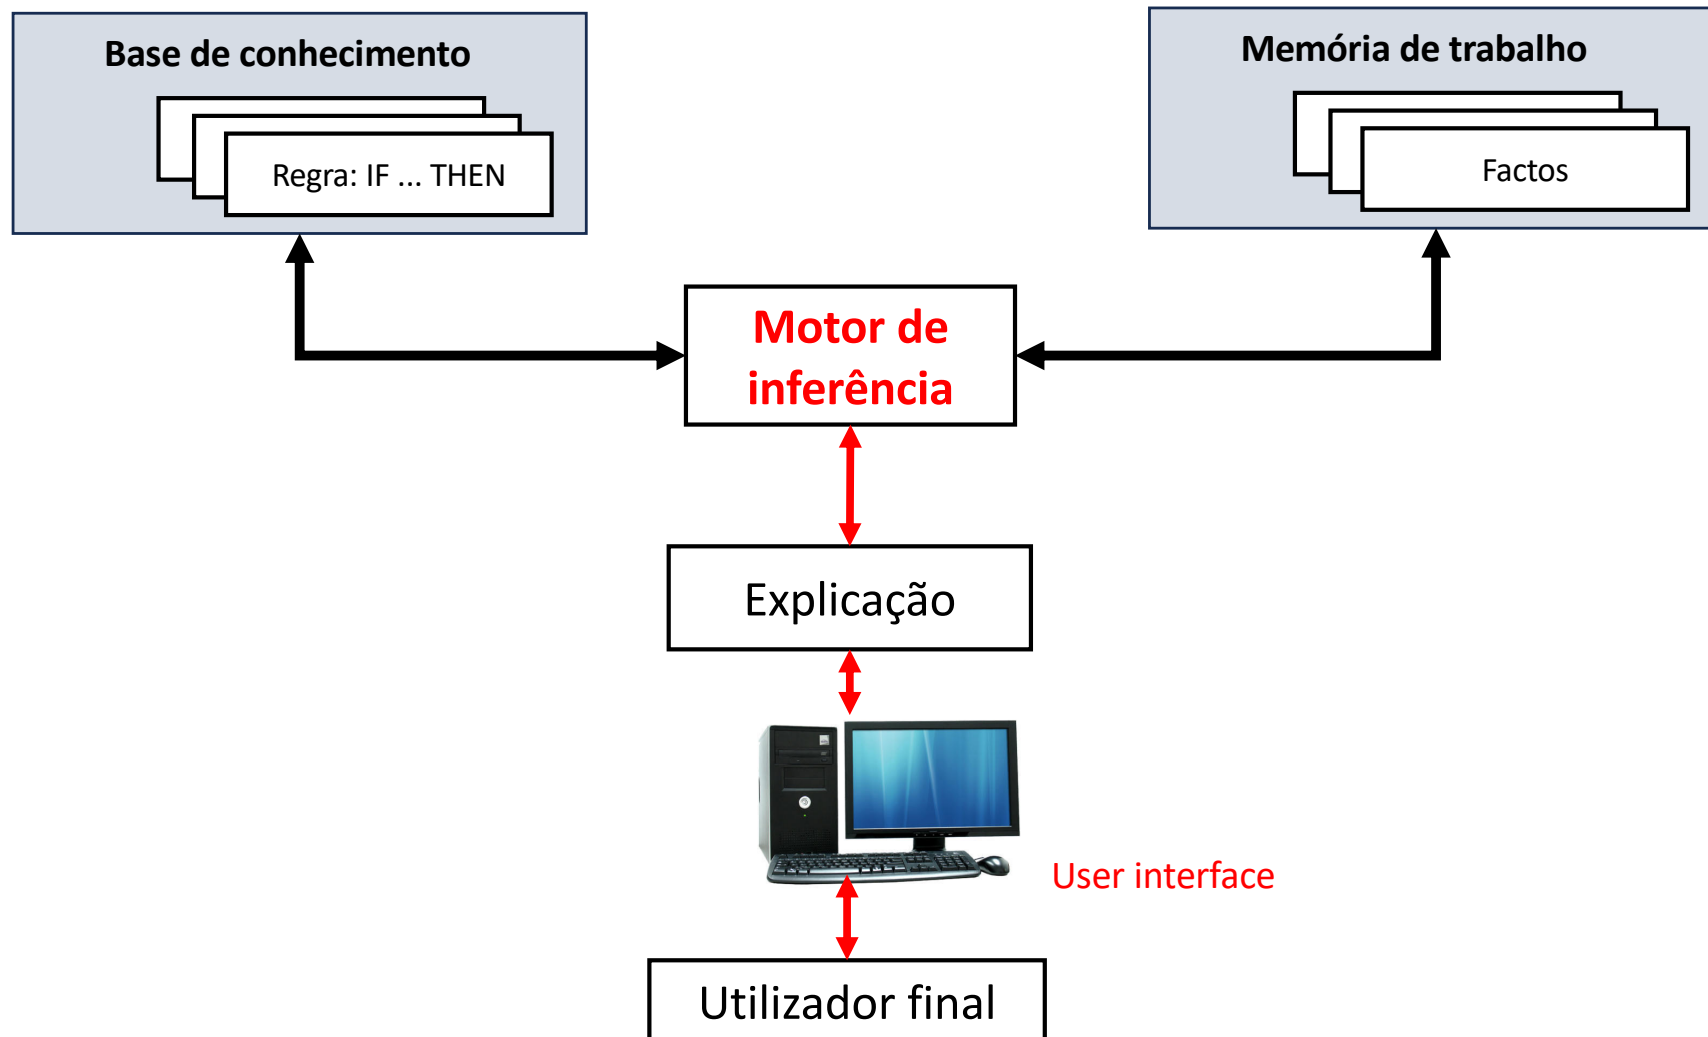 Base de conhecimento
Regra: IF ... THEN
Memória de trabalho
Factos
Motor de
inferência
Explicação
User interface
Utilizador final